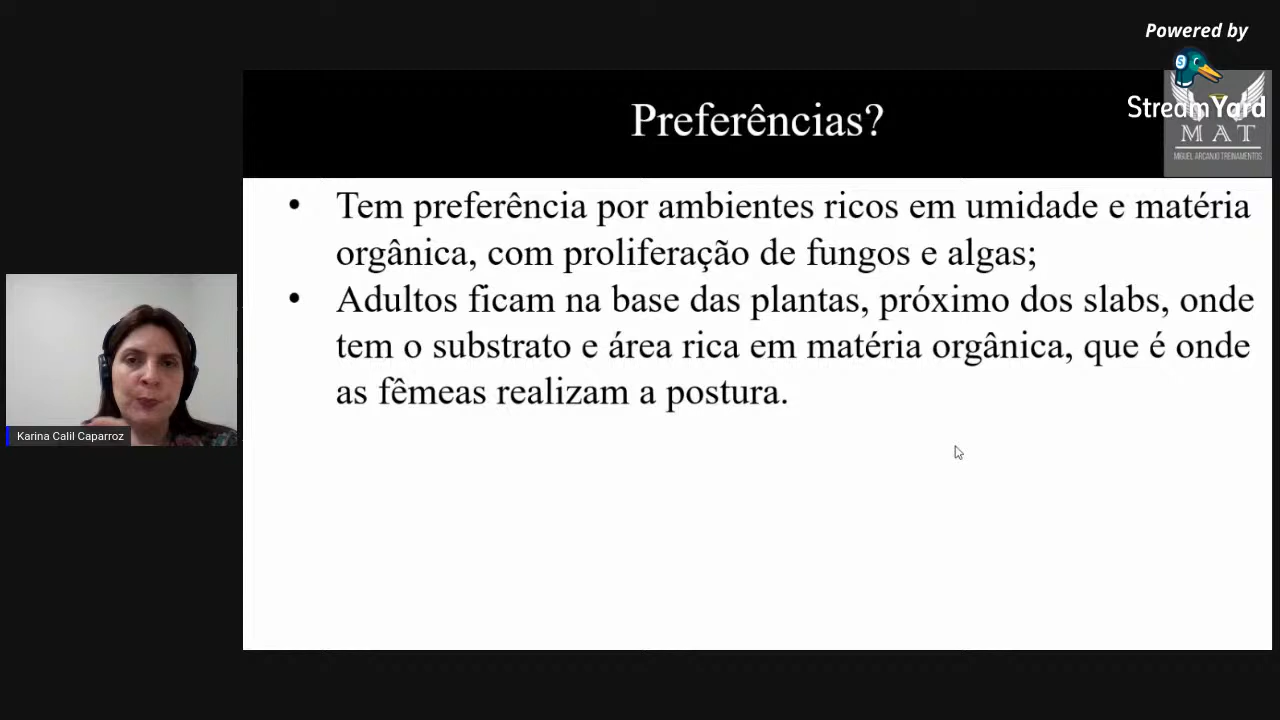 Powered by
StreamYard
MAT
MIGUEL ARCANJO TREINAMENTOS
Preferências?
• Tem preferência por ambientes ricos em umidade e matéria
orgânica, com proliferação de fungos e algas;
• Adultos ficam na base das plantas, próximo dos slabs, onde
tem o substrato e área rica em matéria orgânica, que é onde
as fêmeas realizam a postura.
Karina Calil Caparroz